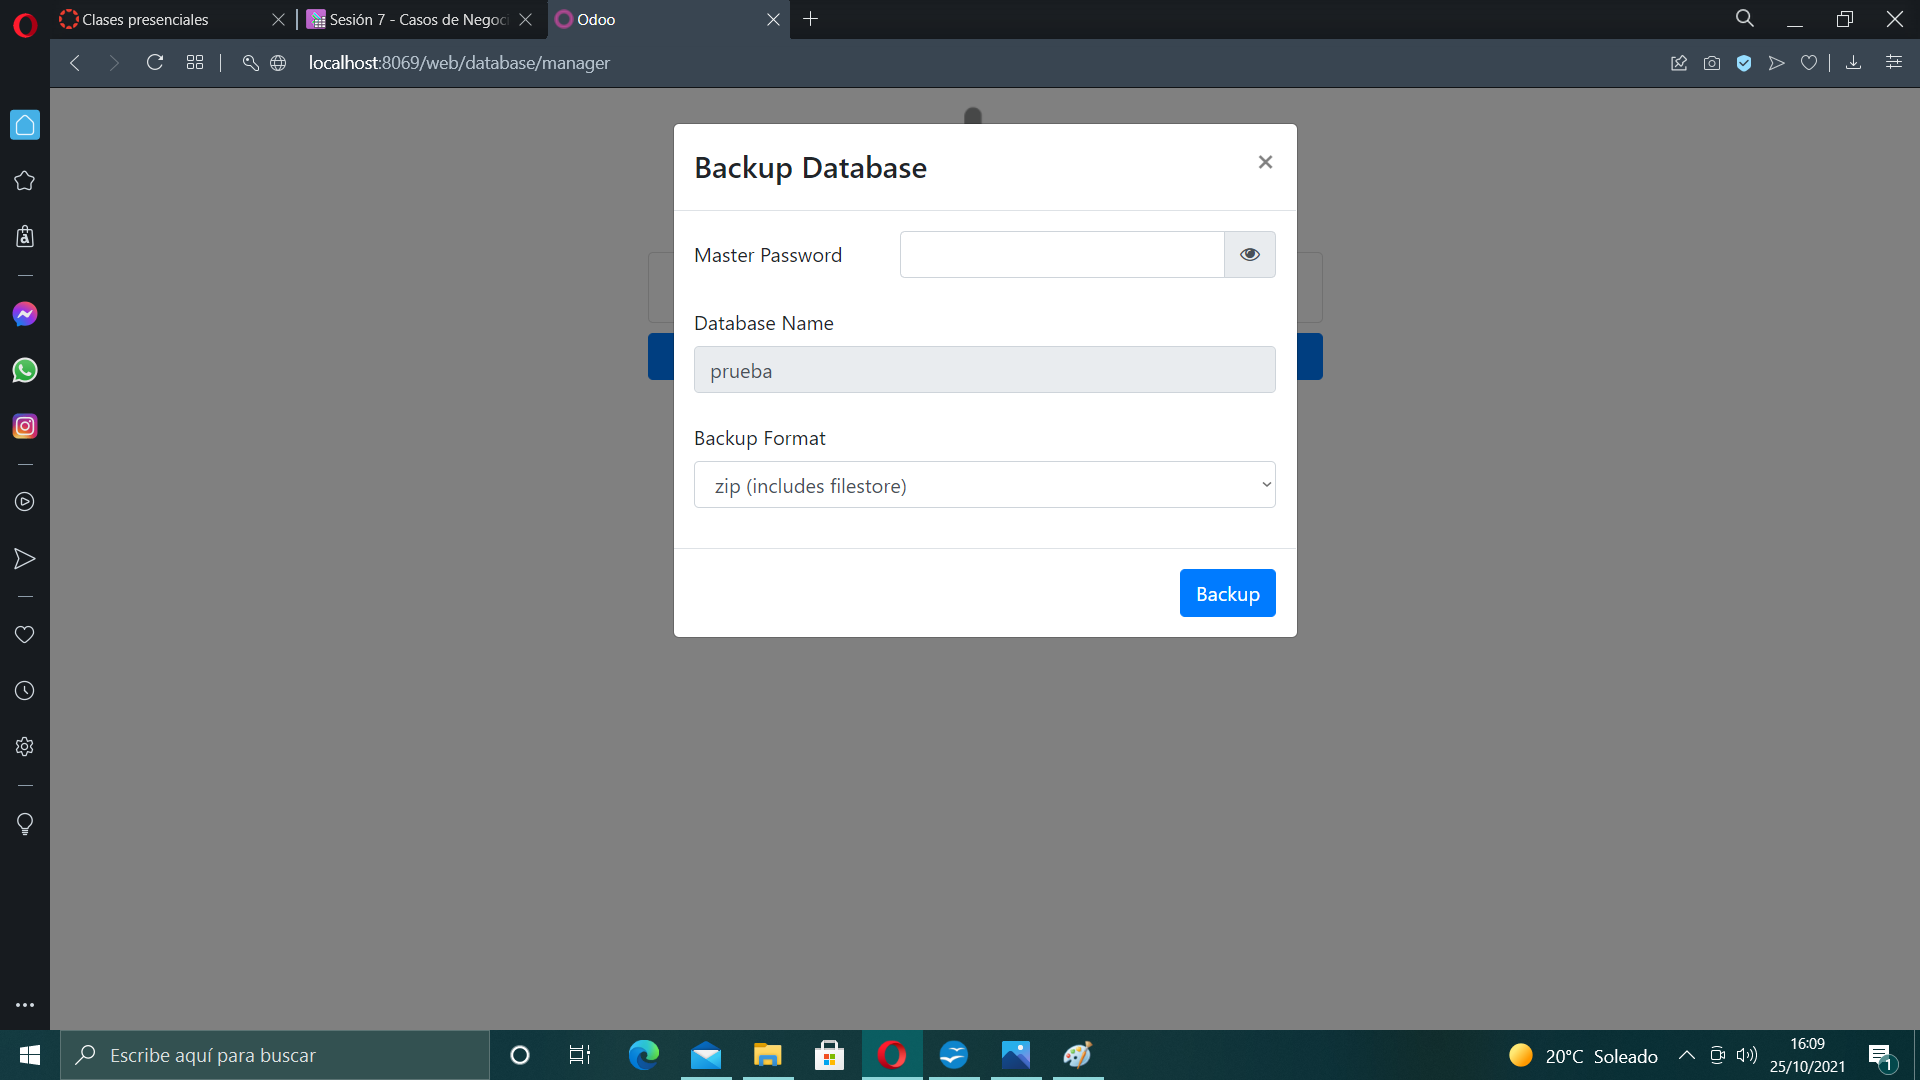 Clases presenciales
Sesión 7 - Casos de Negoci
Odoo
localhost:8069/web/database/manager
Backup Database
Master Password
Database Name
prueba
Backup Format
zip (includes filestore)
Backup
Escribe aquí para buscar
20°C Soleado
16:09
25/10/2021
1